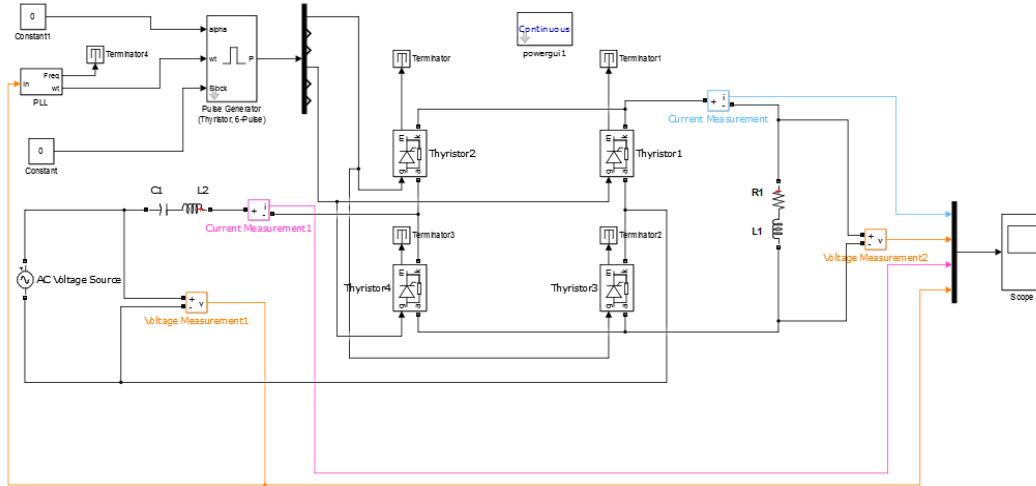 0
Constant1
Freq
in
wt
PLL
Terminator4
alpha
wt
Block
P
Pulse Generator
(Thyristor, 6-Pulse)
0
Constant
Continuous
powergui1
Terminator
Terminator1
m
k
g
a
Thyristor2
m
k
g
a
Thyristor1
+
i
-
Current Measurement
C1
L2
+
i
-
Current Measurement1
Terminator3
Terminator2
R1
L1
+
v
-
Voltage Measurement2
Scope
AC Voltage Source
+
v
-
Voltage Measurement1
Thyristor4
m
k
g
a
Thyristor3
m
k
g
a